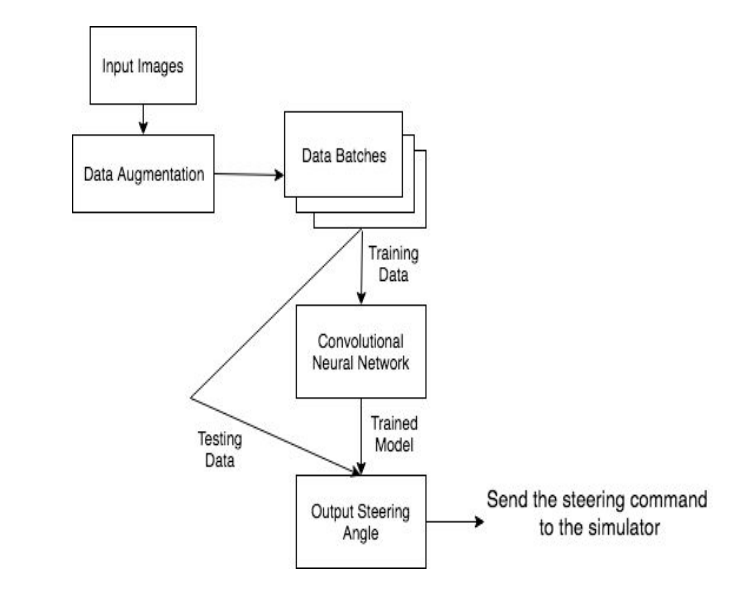 Input Images
Data Augmentation
Data Batches
Training
Data
Convolutional
Neural Network
Testing
Data
Trained
Model
Output Steering
Angle
Send the steering command
to the simulator